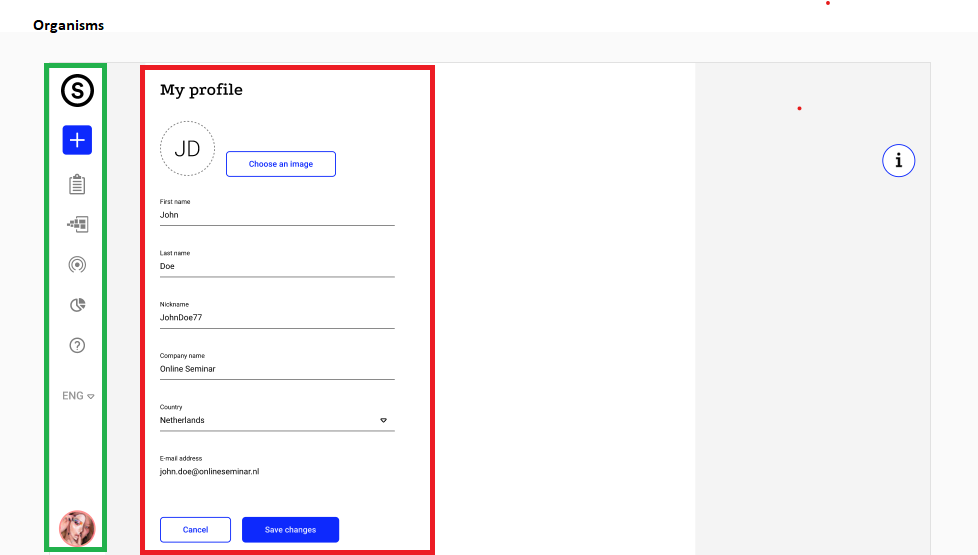 Organisms
S
My profile
JD
Choose an image
First name
John
Last name
Doe
Nickname
JohnDoe77
Company name
Online Seminar
Country
Netherlands
E-mail address
john.doe@onlineseminar.nl
Cancel
Save changes
ENG
i
?